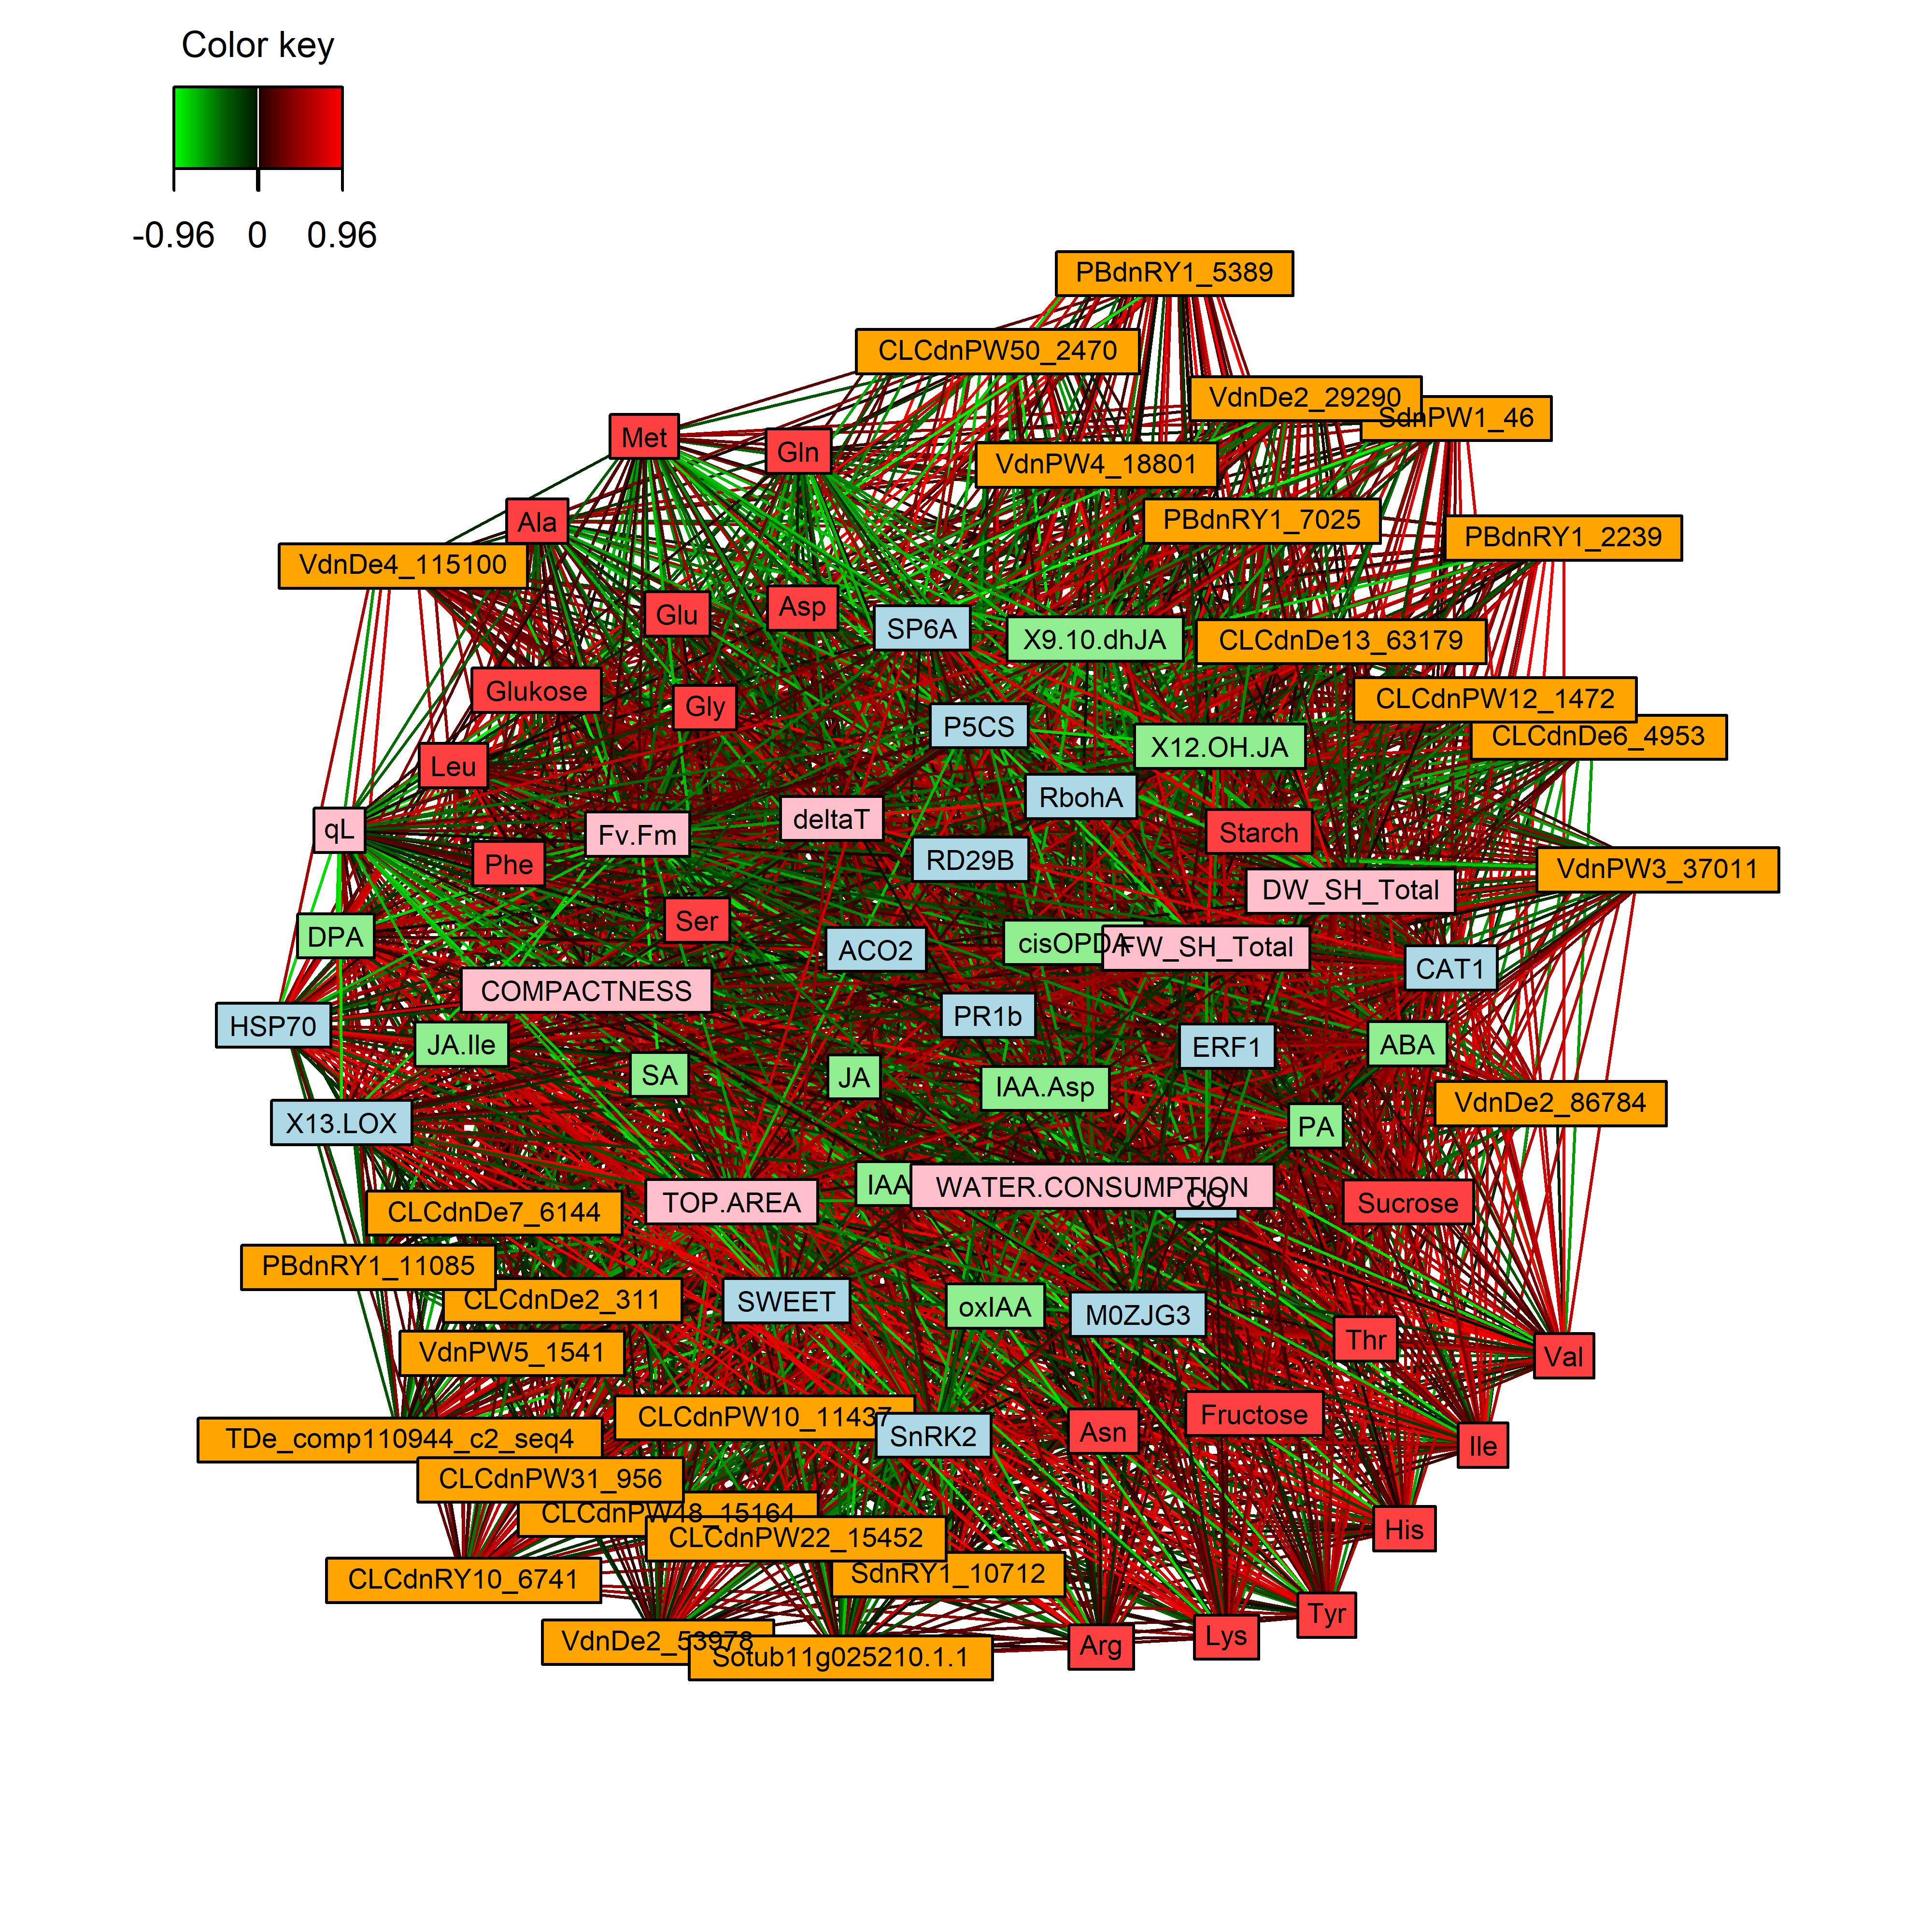 Color key
-0.96 0 0.96
PBdnRY1_5389
CLCdnPW50_2470
VdnDe2_29290
SdnPW1_46
Met
Gln
VdnPW4_18801
Ala
PBdnRY1_7025
PBdnRY1_2239
VdnDe4_115100
Glu
Asp
SP6A
X9.10.dhJA
CLCdnDe13_63179
Glukose
Gly
CLCdnPW12_1472
P5CS
X12.OH.JA
CLCdnDe6_4953
Leu
RbohA
qL
Fv.Fm
deltaT
Starch
Phe
RD29B
VdnPW3_37011
DW_SH_Total
Ser
DPA
ACO2
cisOPDA
FW_SH_Total
CAT1
COMPACTNESS
HSP70
PR1b
JA.Ile
ERF1
ABA
SA
JA
IAA.Asp
VdnDe2_86784
X13.LOX
PA
IAA
WATER.CONSUMPTION
CO
TOP.AREA
Sucrose
CLCdnDe7_6144
PBdnRY1_11085
CLCdnDe2_311
SWEET
oxIAA
M0ZJG3
Thr
VdnPW5_1541
Val
CLCdnPW10_11437
Fructose
TDe_comp110944_c2_seq4
SnRK2
Asn
Ile
CLCdnPW31_956
CLCdnPW48_15164
CLCdnPW22_15452
His
CLCdnRY10_6741
SdnRY1_10712
Tyr
VdnDe2_53978
Sotub11g025210.1.1
Arg
Lys